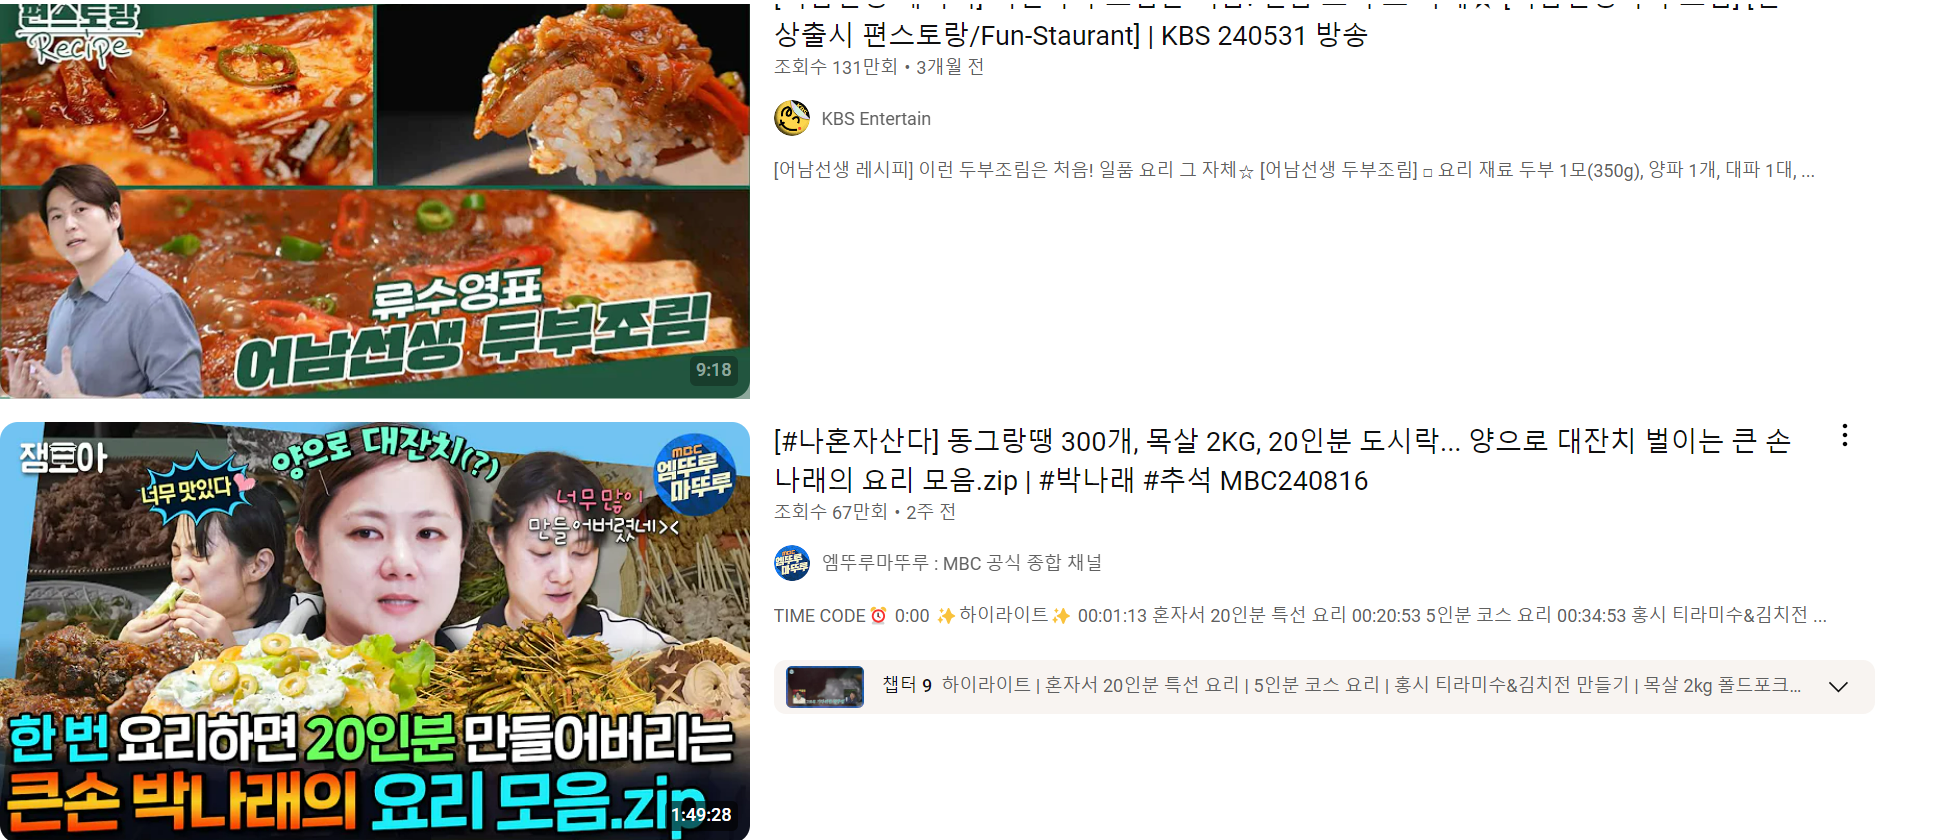 편스토랑
Recipe
류수영표
어남선생 두부조림
9:18
상출시 편스토랑/Fun-Staurant] | KBS 240531 방송
조회수 131만회 • 3개월 전
KBS Entertain
[어남선생 레시피] 이런 두부조림은 처음! 일품 요리 그 자체☆ [어남선생 두부조림] □ 요리 재료 두부 1모(350g), 양파 1개, 대파 1대, ...
잼토아
너무 맛있다
양으로 대잔치(?)
너무 많이
만들어버렸네><
MBC
엠뚜루
마뚜루
한 번 요리하면 20인분 만들어버리는
큰손 박나래의 요리 모음.zip
1:49:28
[#나혼자산다] 동그랑땡 300개, 목살 2KG, 20인분 도시락... 양으로 대잔치 벌이는 큰 손
나래의 요리 모음.zip | #박나래 #추석 MBC240816
조회수 67만회 • 2주 전
엠뚜루마뚜루 : MBC 공식 종합 채널
TIME CODE⏰ 0:00 ✨하이라이트✨ 00:01:13 혼자서 20인분 특선 요리 00:20:53 5인분 코스 요리 00:34:53 홍시 티라미수&김치전 ...
챕터 9 하이라이트 | 혼자서 20인분 특선 요리 | 5인분 코스 요리 | 홍시 티라미수&김치전 만들기 | 목살 2kg 폴드포크...